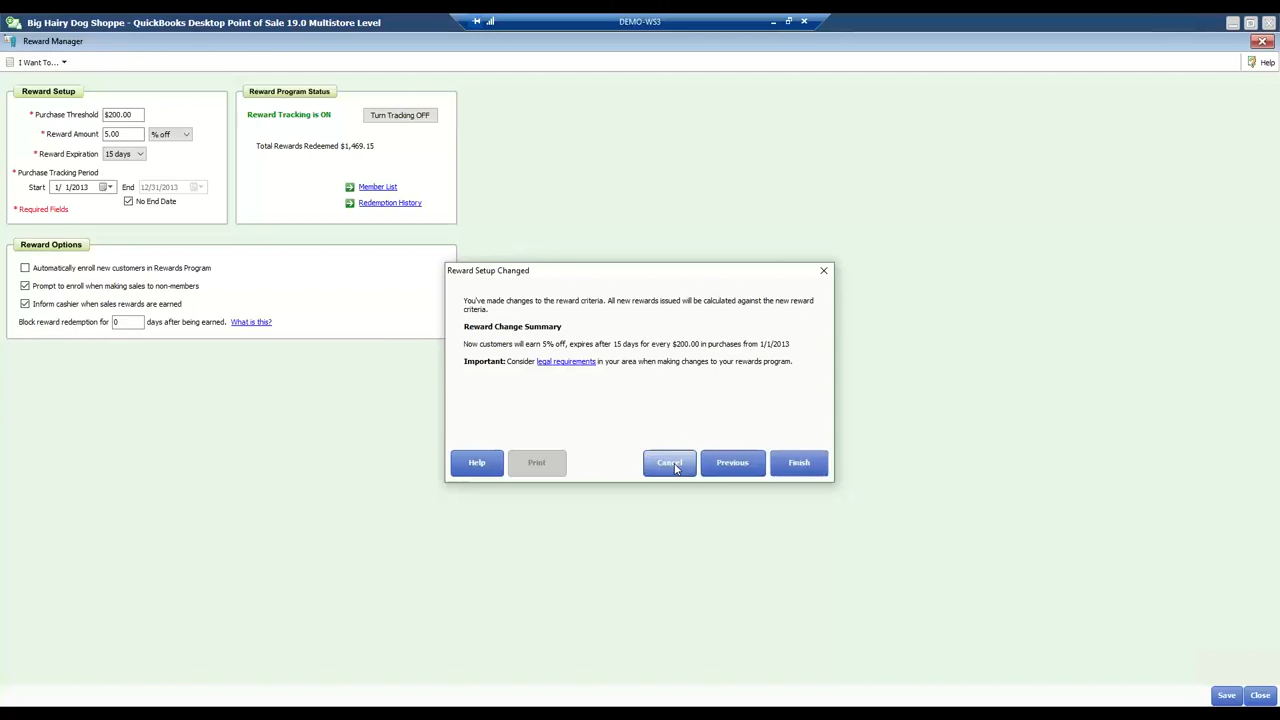 Big Hairy Dog Shoppe - QuickBooks Desktop Point of Sale 19.0 Multistore Level
DEMO-WS3
Reward Manager
I Want To...
Help
Reward Setup
* Purchase Threshold $200.00
* Reward Amount 5.00 % off
* Reward Expiration 15 days
* Purchase Tracking Period
Start 1/ 1/2013 End 12/31/2013
No End Date
* Required Fields
Reward Program Status
Reward Tracking is ON Turn Tracking OFF
Total Rewards Redeemed $1,469.15
Member List
Redemption History
Reward Options
Automatically enroll new customers in Rewards Program
Prompt to enroll when making sales to non-members
Inform cashier when sales rewards are earned
Block reward redemption for 0 days after being earned. What is this?
Reward Setup Changed
You've made changes to the reward criteria. All new rewards issued will be calculated against the new reward
criteria.
Reward Change Summary
Now customers will earn 5% off, expires after 15 days for every $200.00 in purchases from 1/1/2013
Important: Consider legal requirements in your area when making changes to your rewards program.
Help Print Cancel Previous Finish
Save Close